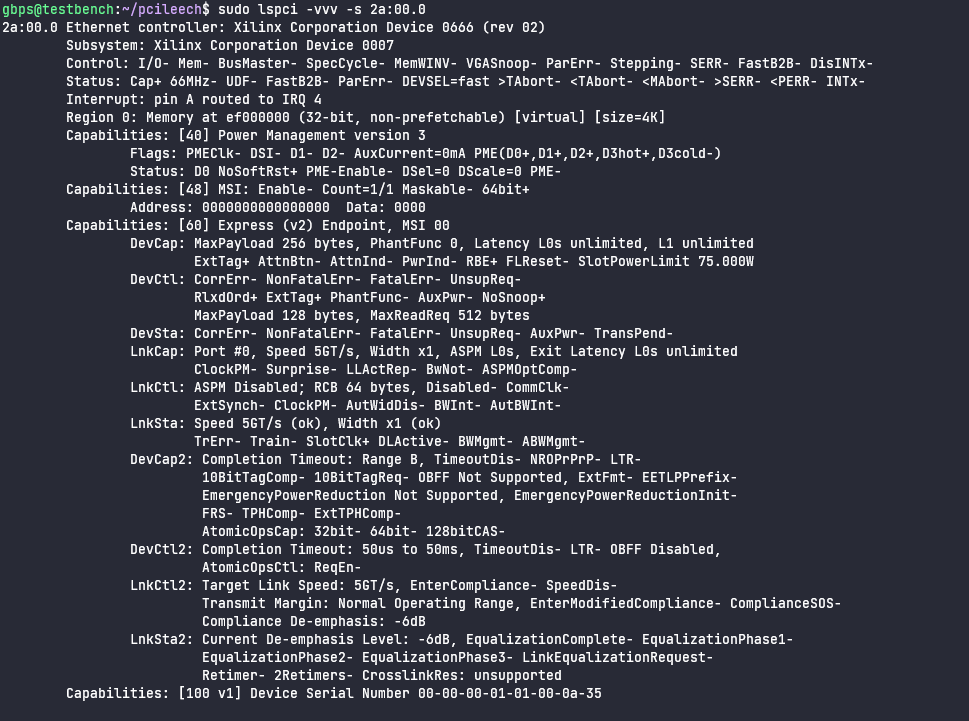 gbps@testbench:~/pcileech$ sudo lspci -vvv -s 2a:00.0
2a:00.0 Ethernet controller: Xilinx Corporation Device 0666 (rev 02)
Subsystem: Xilinx Corporation Device 0007
Control: I/O- Mem- BusMaster- SpecCycle- MemWINV- VGASnoop- ParErr- Stepping- SERR- FastB2B- DisINTx-
Status: Cap+ 66MHz- UDF- FastB2B- ParErr- DEVSEL=fast >TAbort- <TAbort- <MAbort- >SERR- <PERR- INTx-
Interrupt: pin A routed to IRQ 4
Region 0: Memory at ef000000 (32-bit, non-prefetchable) [virtual] [size=4K]
Capabilities: [40] Power Management version 3
Flags: PMEClk- DSI- D1- D2- AuxCurrent=0mA PME(D0+,D1+,D2+,D3hot+,D3cold-)
Status: D0 NoSoftRst+ PME-Enable- DSel=0 DScale=0 PME-
Capabilities: [48] MSI: Enable- Count=1/1 Maskable- 64bit+
Address: 0000000000000000  Data: 0000
Capabilities: [60] Express (v2) Endpoint, MSI 00
DevCap: MaxPayload 256 bytes, PhantFunc 0, Latency L0s unlimited, L1 unlimited
ExtTag+ AttnBtn- AttnInd- PwrInd- RBE+ FLReset- SlotPowerLimit 75.000W
DevCtl: CorrErr- NonFatalErr- FatalErr- UnsupReq-
RlxdOrd+ ExtTag+ PhantFunc- AuxPwr- NoSnoop+
MaxPayload 128 bytes, MaxReadReq 512 bytes
DevSta: CorrErr- NonFatalErr- FatalErr- UnsupReq- AuxPwr- TransPend-
LnkCap: Port #0, Speed 5GT/s, Width x1, ASPM L0s, Exit Latency L0s unlimited
ClockPM- Surprise- LLActRep- BwNot- ASPMOptComp-
LnkCtl: ASPM Disabled; RCB 64 bytes, Disabled- CommClk-
ExtSynch- ClockPM- AutWidDis- BWInt- AutBWInt-
LnkSta: Speed 5GT/s (ok), Width x1 (ok)
TrErr- Train- SlotClk+ DLActive- BWMgmt- ABWMgmt-
DevCap2: Completion Timeout: Range B, TimeoutDis- NROPrPrP- LTR-
10BitTagComp- 10BitTagReq- OBFF Not Supported, ExtFmt- EETLPPrefix-
EmergencyPowerReduction Not Supported, EmergencyPowerReductionInit-
FRS- TPHComp- ExtTPHComp-
AtomicOpsCap: 32bit- 64bit- 128bitCAS-
DevCtl2: Completion Timeout: 50us to 50ms, TimeoutDis- LTR- OBFF Disabled,
AtomicOpsCtl: ReqEn-
LnkCtl2: Target Link Speed: 5GT/s, EnterCompliance- SpeedDis-
Transmit Margin: Normal Operating Range, EnterModifiedCompliance- ComplianceSOS-
Compliance De-emphasis: -6dB
LnkSta2: Current De-emphasis Level: -6dB, EqualizationComplete- EqualizationPhase1-
EqualizationPhase2- EqualizationPhase3- LinkEqualizationRequest-
Retimer- 2Retimers- CrosslinkRes: unsupported
Capabilities: [100 v1] Device Serial Number 00-00-00-01-01-00-0a-35